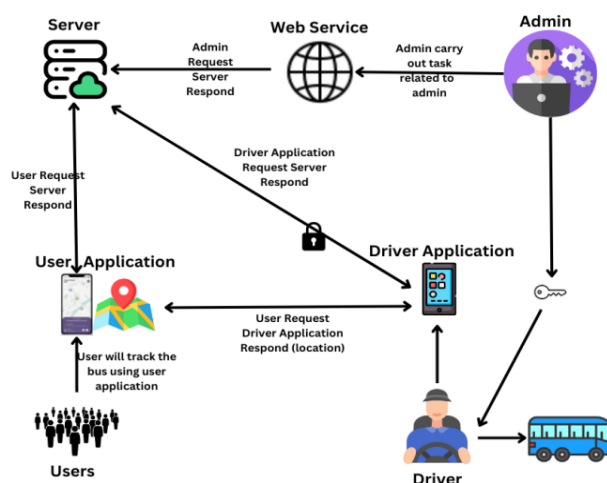 Server
Web Service
Admin
Admin
Request
Server
Respond
Admin carry
out task
related to
admin
Driver Application
Request Server
Respond
User Request
Server
Respond
User Application
Driver Application
User Request
Driver Application
Respond (location)
User will track the
bus using user
application
Users
Driver